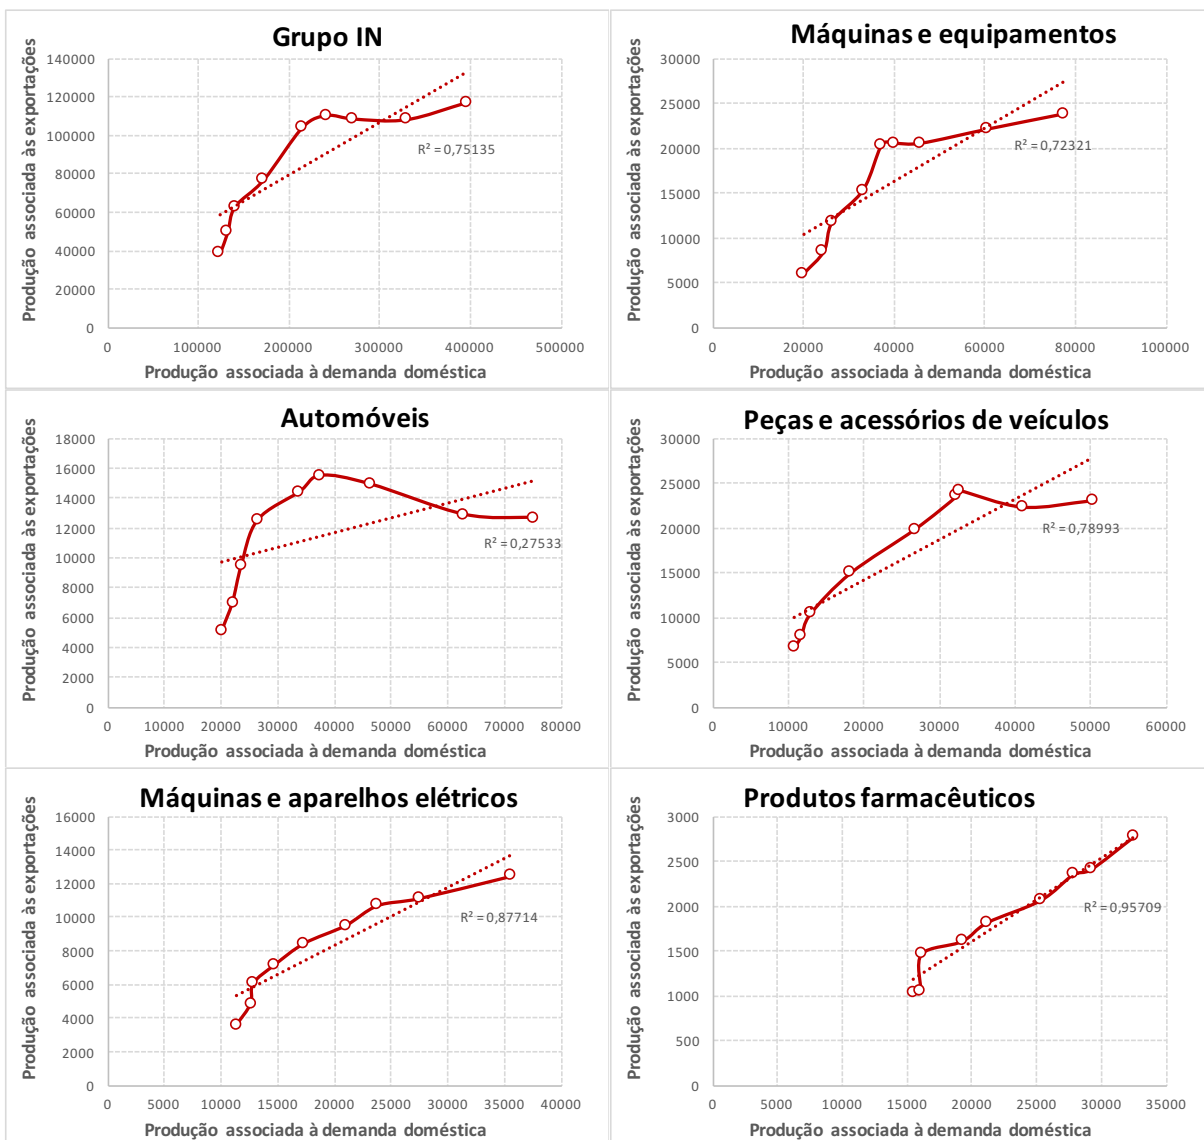 Grupo IN
Produção associada às exportações
140000
120000
100000
80000
60000
40000
20000
0
R² = 0,75135
0 100000 200000 300000 400000 500000
Produção associada à demanda doméstica
Máquinas e equipamentos
Produção associada às exportações
30000
25000
20000
15000
10000
5000
0
R² = 0,72321
0 20000 40000 60000 80000 100000
Produção associada à demanda doméstica
Automóveis
Produção associada às exportações
18000
16000
14000
12000
10000
8000
6000
4000
2000
0
R² = 0,27533
0 10000 20000 30000 40000 50000 60000 70000 80000
Produção associada à demanda doméstica
Peças e acessórios de veículos
Produção associada às exportações
30000
25000
20000
15000
10000
5000
0
R² = 0,78993
0 10000 20000 30000 40000 50000 60000
Produção associada à demanda doméstica
Máquinas e aparelhos elétricos
Produção associada às exportações
16000
14000
12000
10000
8000
6000
4000
2000
0
R² = 0,87714
0 5000 10000 15000 20000 25000 30000 35000 40000
Produção associada à demanda doméstica
Produtos farmacêuticos
Produção associada às exportações
3000
2500
2000
1500
1000
500
0
R² = 0,95709
0 5000 10000 15000 20000 25000 30000 35000
Produção associada à demanda doméstica